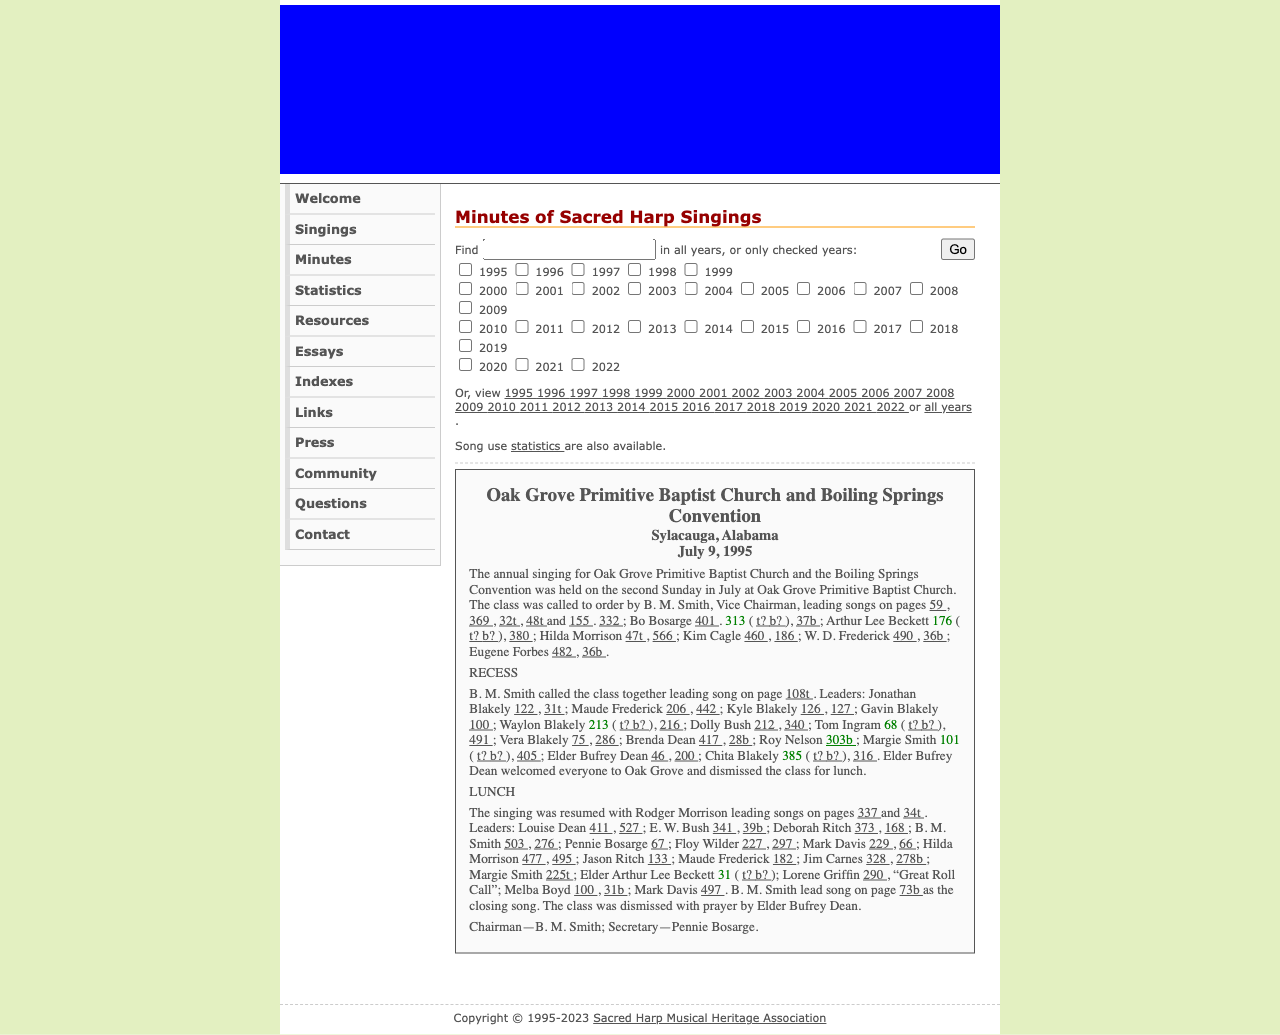 Welcome
Singings
Minutes
Statistics
Resources
Essays
Indexes
Links
Press
Community
Questions
Contact
Minutes of Sacred Harp Singings
Find in all years, or only checked years: Go
1995 1996 1997 1998 1999
2000 2001 2002 2003 2004 2005 2006 2007 2008
2009
2010 2011 2012 2013 2014 2015 2016 2017 2018
2019
2020 2021 2022
Or, view 1995 1996 1997 1998 1999 2000 2001 2002 2003 2004 2005 2006 2007 2008
2009 2010 2011 2012 2013 2014 2015 2016 2017 2018 2019 2020 2021 2022 or all years
.
Song use statistics are also available.
Oak Grove Primitive Baptist Church and Boiling Springs
Convention
Sylacauga, Alabama
July 9, 1995
The annual singing for Oak Grove Primitive Baptist Church and the Boiling Springs
Convention was held on the second Sunday in July at Oak Grove Primitive Baptist Church.
The class was called to order by B. M. Smith, Vice Chairman, leading songs on pages 59 ,
369 , 32t , 48t and 155 . 332 ; Bo Bosarge 401 . 313 ( t? b? ), 37b ; Arthur Lee Beckett 176 (
t? b? ), 380 ; Hilda Morrison 47t , 566 ; Kim Cagle 460 , 186 ; W. D. Frederick 490 , 36b ;
Eugene Forbes 482 , 36b .
RECESS
B. M. Smith called the class together leading song on page 108t . Leaders: Jonathan
Blakely 122 , 31t ; Maude Frederick 206 , 442 ; Kyle Blakely 126 , 127 ; Gavin Blakely
100 ; Waylon Blakely 213 ( t? b? ), 216 ; Dolly Bush 212 , 340 ; Tom Ingram 68 ( t? b? ),
491 ; Vera Blakely 75 , 286 ; Brenda Dean 417 , 28b ; Roy Nelson 303b ; Margie Smith 101
( t? b? ), 405 ; Elder Bufrey Dean 46 , 200 ; Chita Blakely 385 ( t? b? ), 316 . Elder Bufrey
Dean welcomed everyone to Oak Grove and dismissed the class for lunch.
LUNCH
The singing was resumed with Rodger Morrison leading songs on pages 337 and 34t .
Leaders: Louise Dean 411 , 527 ; E. W. Bush 341 , 39b ; Deborah Ritch 373 , 168 ; B. M.
Smith 503 , 276 ; Pennie Bosarge 67 ; Floy Wilder 227 , 297 ; Mark Davis 229 , 66 ; Hilda
Morrison 477 , 495 ; Jason Ritch 133 ; Maude Frederick 182 ; Jim Carnes 328 , 278b ;
Margie Smith 225t ; Elder Arthur Lee Beckett 31 ( t? b? ); Lorene Griffin 290 , “Great Roll
Call”; Melba Boyd 100 , 31b ; Mark Davis 497 . B. M. Smith lead song on page 73b as the
closing song. The class was dismissed with prayer by Elder Bufrey Dean.
Chairman—B. M. Smith; Secretary—Pennie Bosarge.
Copyright © 1995-2023 Sacred Harp Musical Heritage Association